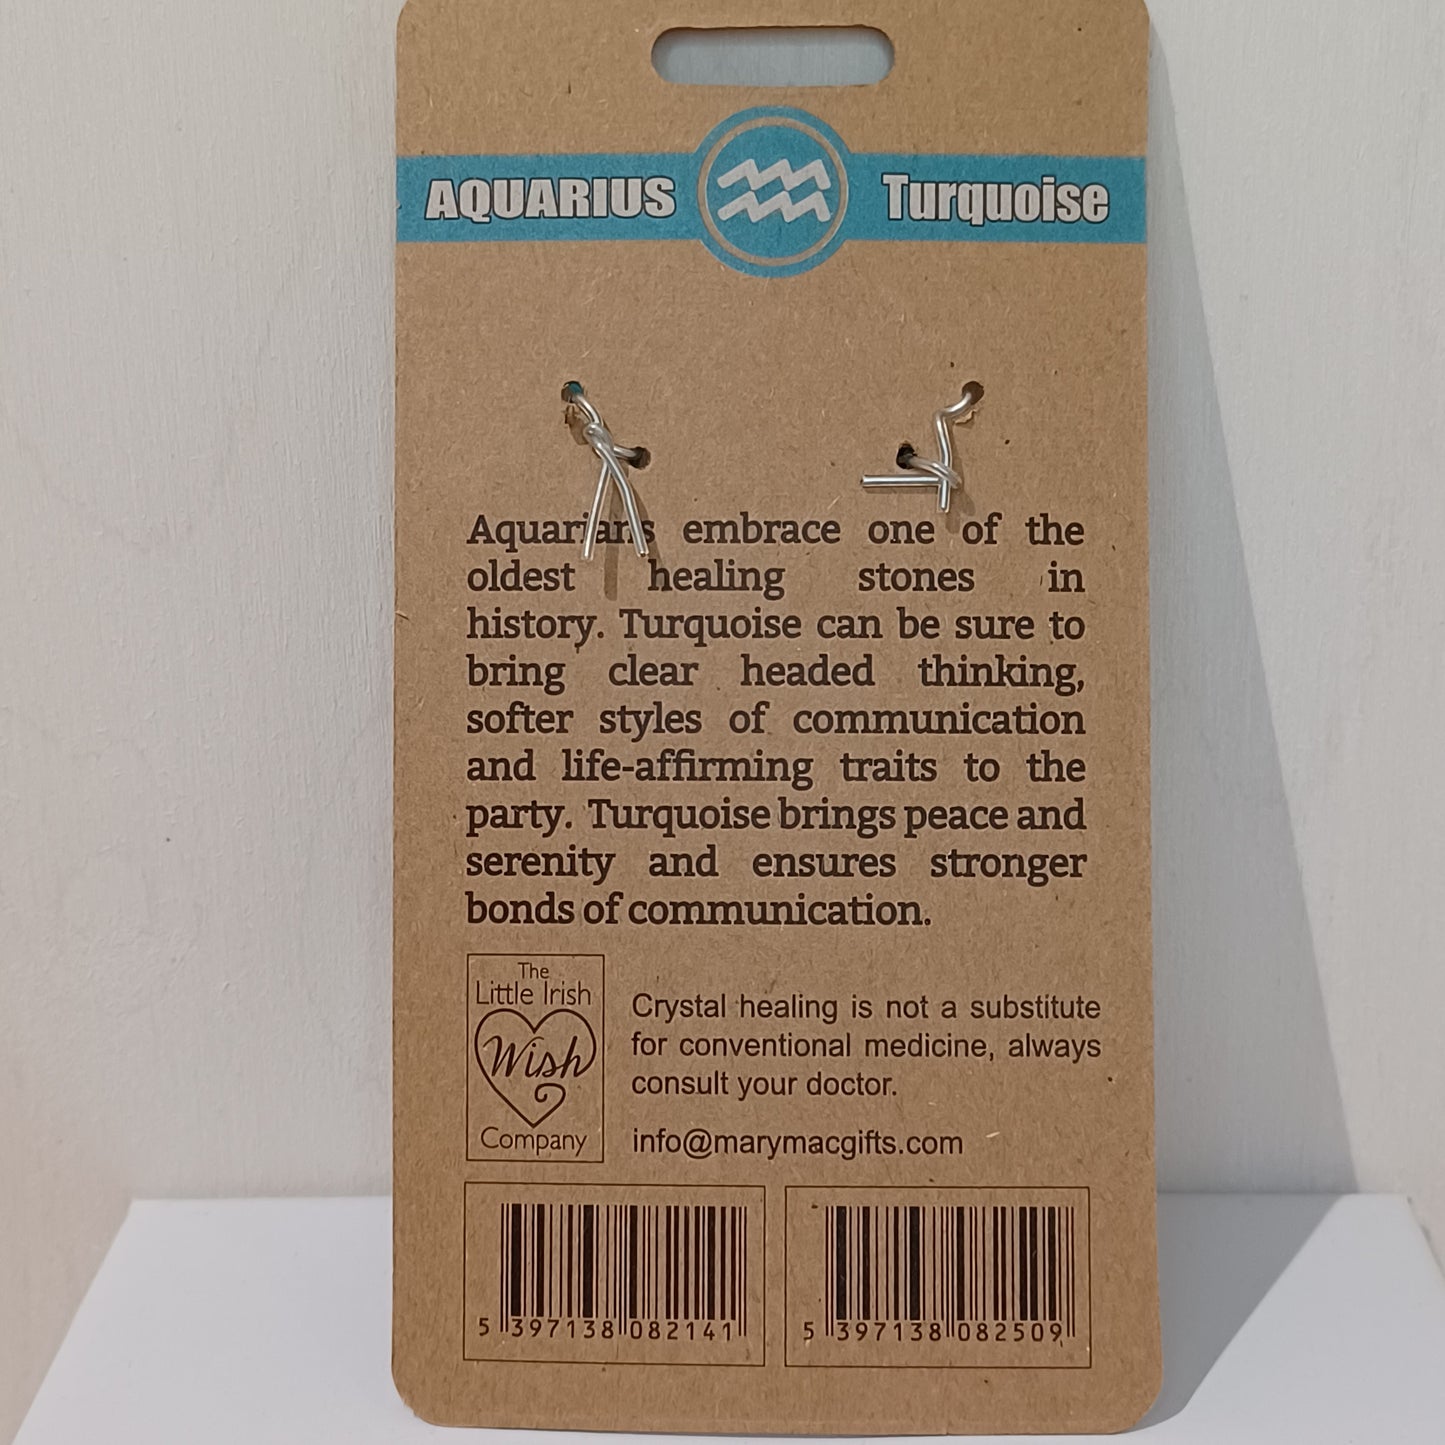 AQUARIUS Turquoise
Aquarians embrace one of the
oldest healing stones in
history. Turquoise can be sure to
bring clear headed thinking,
softer styles of communication
and life-affirming traits to the
party. Turquoise brings peace and
serenity and ensures stronger
bonds of communication.
The
Little Irish
Wish
Company
Crystal healing is not a substitute
for conventional medicine, always
consult your doctor.
info@marymacgifts.com
5 397138 082141
5 397138 082509